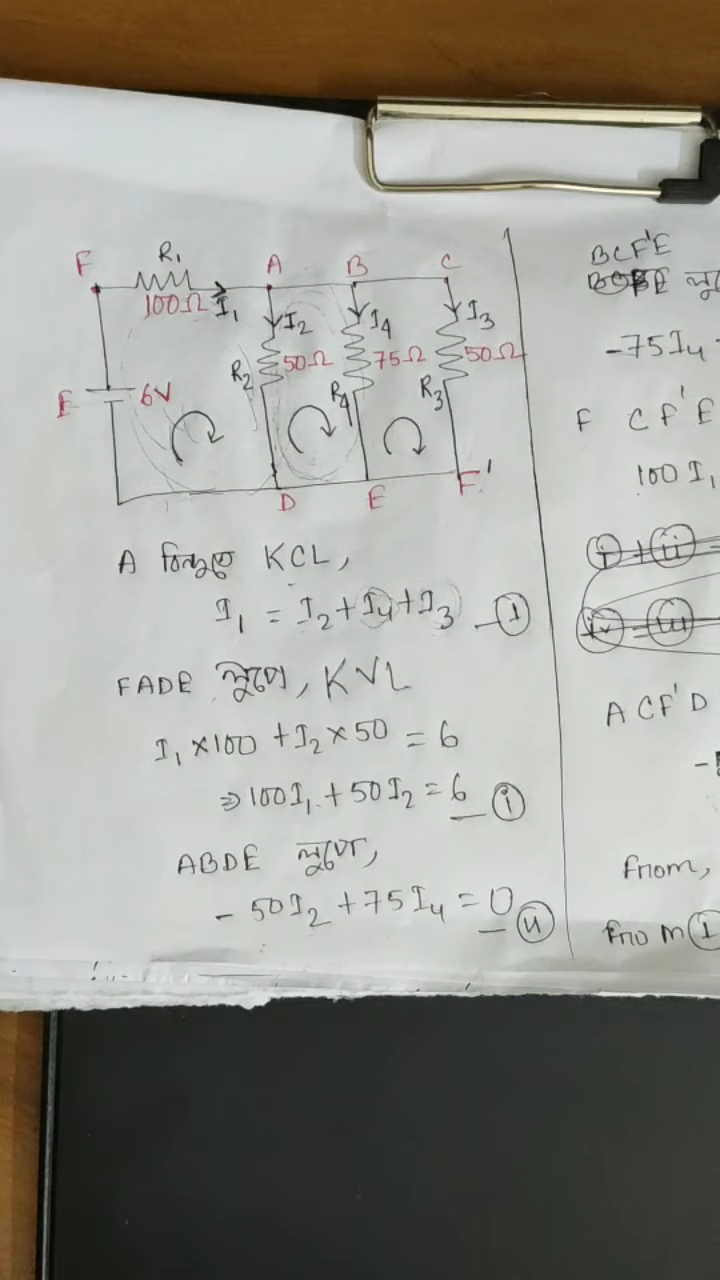 R₁
F A B C
100Ω I₁
I₂ I₄ I₃
R₂ 50Ω R₄ 75Ω R₃ 50Ω
E 6V
D E F'
A বিন্দুতে KCL,
I₁ = I₂+I₄+I₃ — Ⓘ
FADE লুপে, KVL
I₁ × 100 + I₂ × 50 = 6
⇒ 100I₁ + 50I₂ = 6 — ⓘ
ABDE লুপে,
- 50I₂ + 75I₄ = 0 — ⓘⓘ
BCF'E
-75I₄
F CF'E
100 I₁
ⓘ + ⓘⓘ =
ⓘⓥ - ⓘⓘⓘ
ACF'D
From,
From Ⓘ